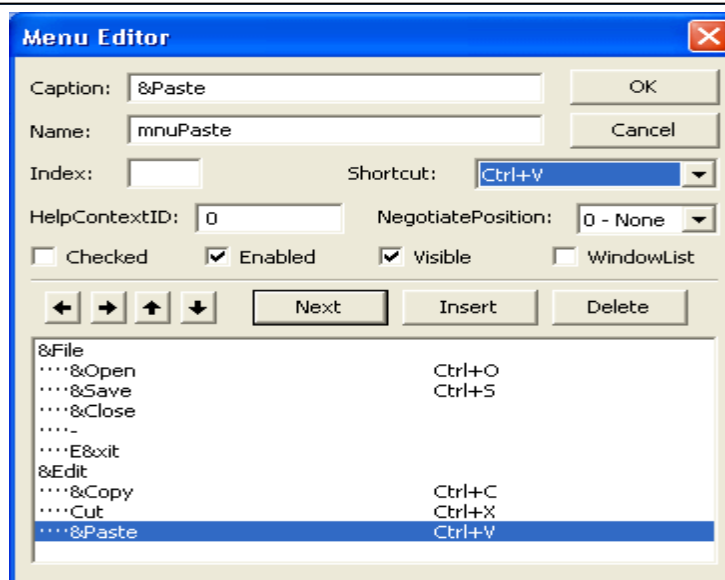 Menu Editor
Caption: &Paste OK
Name: mnuPaste Cancel
Index: Shortcut: Ctrl+V
HelpContextID: 0 NegotiatePosition: 0 - None
Checked Enabled Visible WindowList
Next Insert Delete
&File
····&Open Ctrl+O
····&Save Ctrl+S
····&Close
····-
····E&xit
&Edit
····&Copy Ctrl+C
····Cut Ctrl+X
····&Paste Ctrl+V